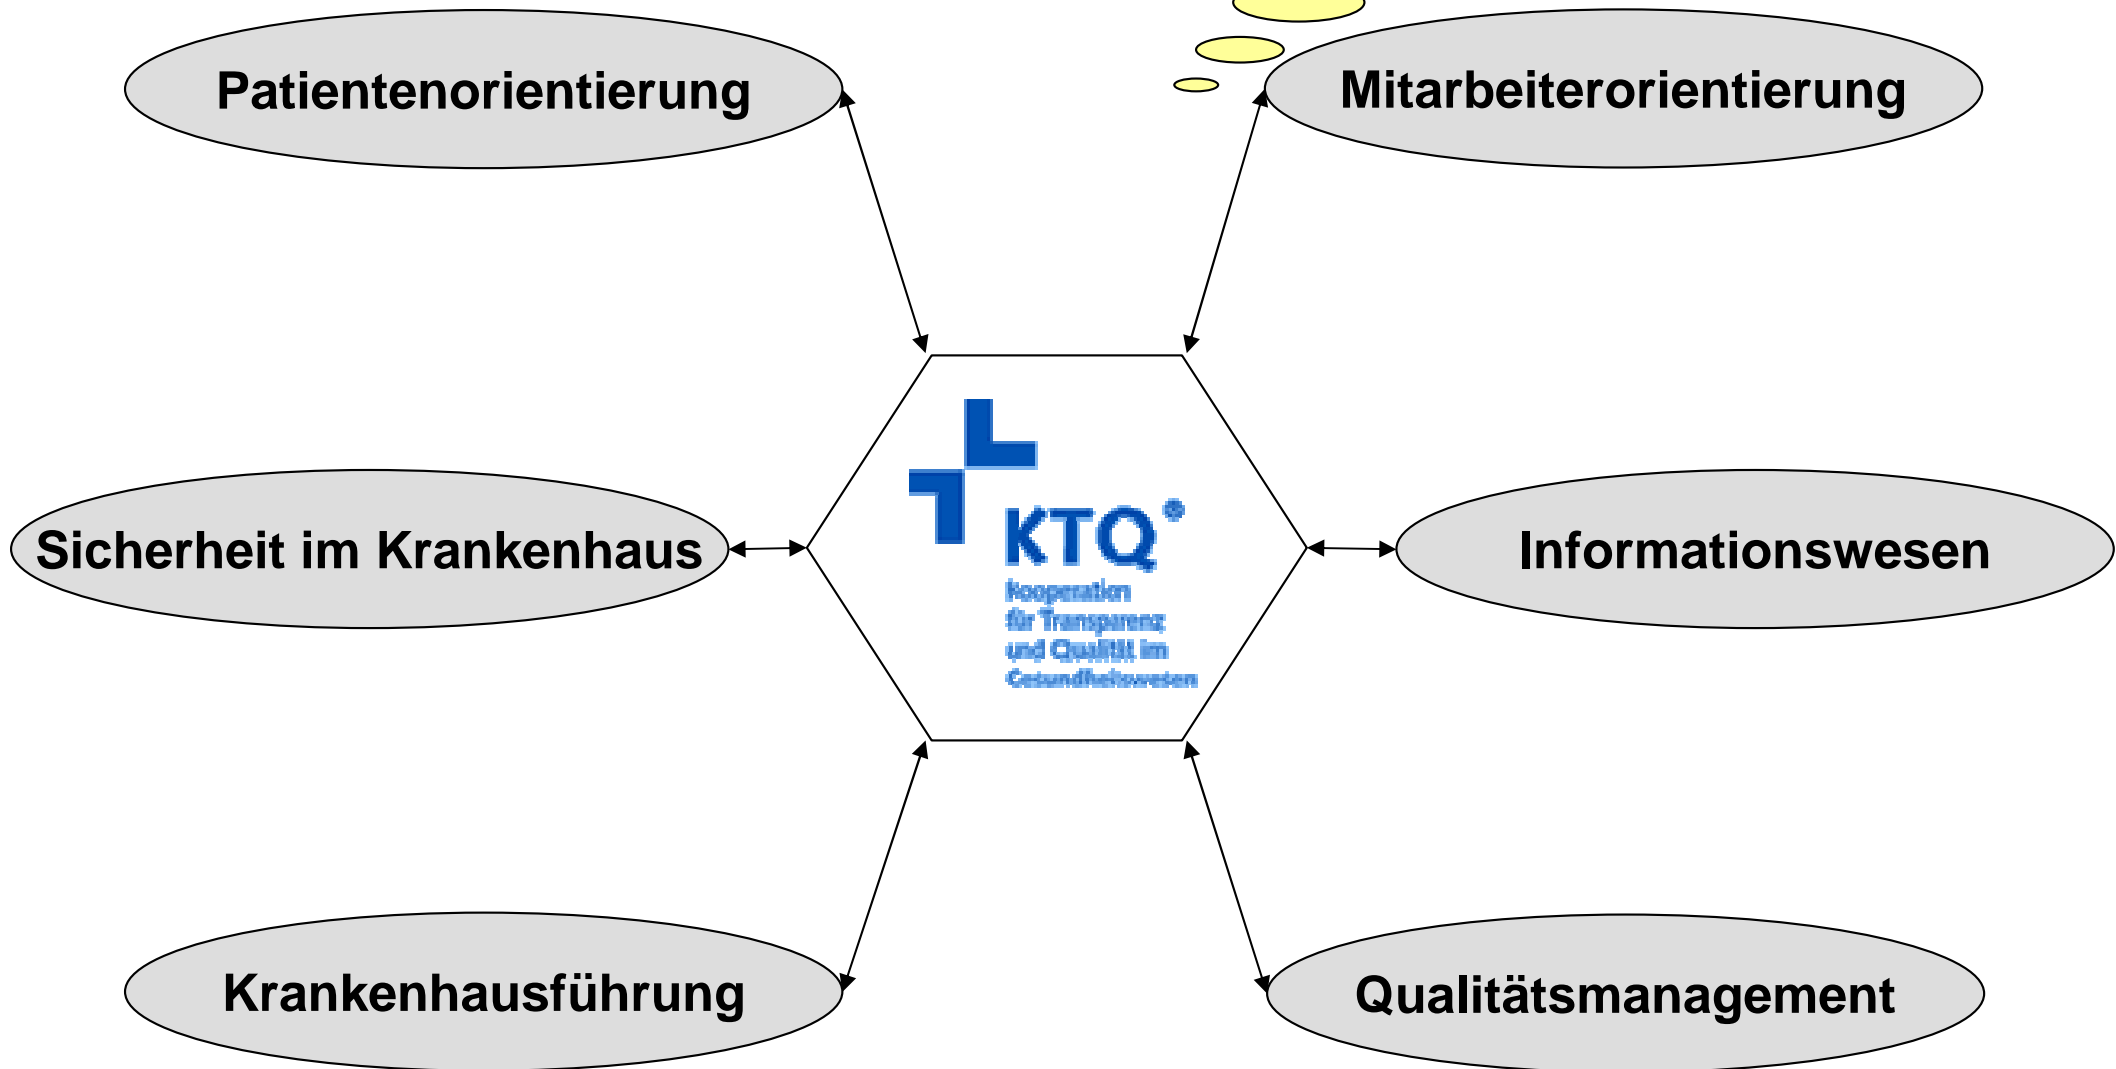 Patientenorientierung
Mitarbeiterorientierung
Sicherheit im Krankenhaus
KTQ®
Kooperation
für Transparenz
und Qualität im
Gesundheitswesen
Informationswesen
Krankenhausführung
Qualitätsmanagement